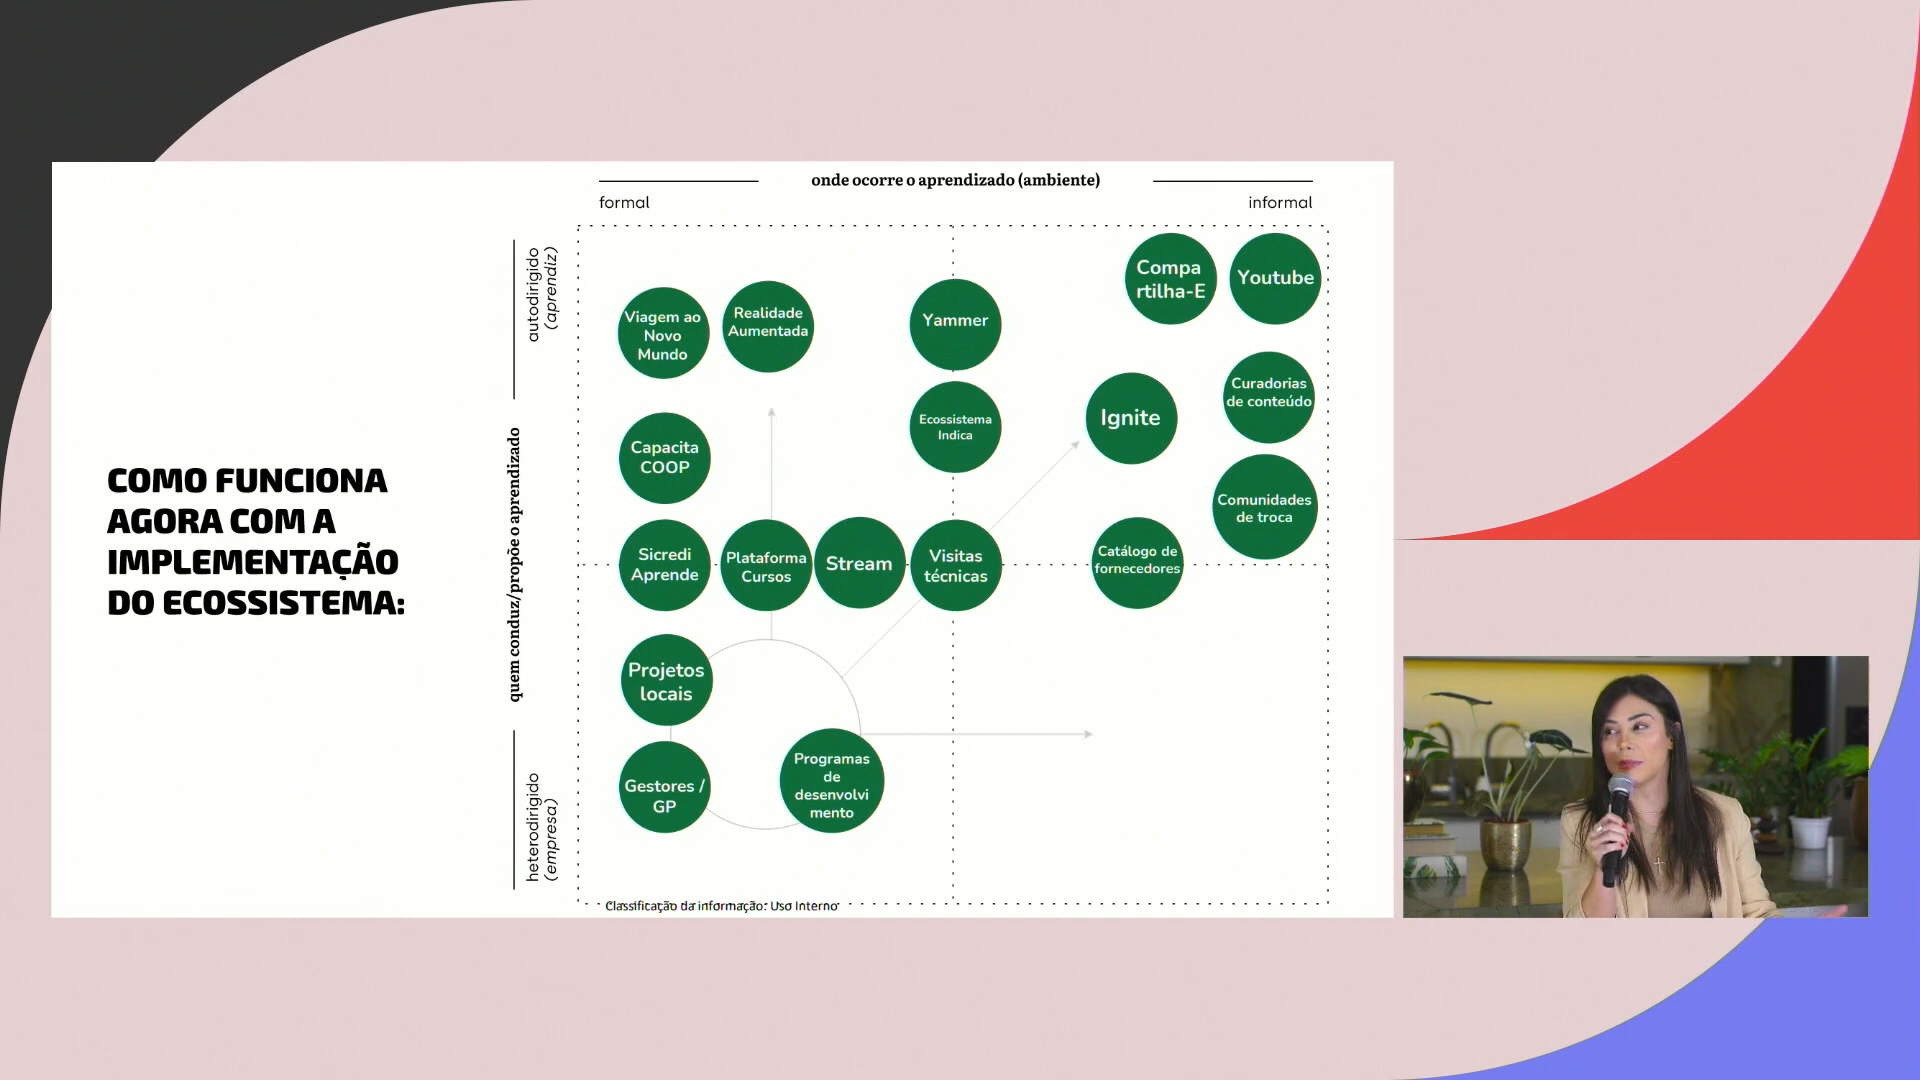 onde ocorre o aprendizado (ambiente)
formal
informal
autodirigido
(aprendiz)
quem conduz/propõe o aprendizado
heterodirigido
(empresa)
COMO FUNCIONA
AGORA COM A
IMPLEMENTAÇÃO
DO ECOSSISTEMA:
Compa
rtilha-E
Youtube
Viagem ao
Novo
Mundo
Realidade
Aumentada
Yammer
Curadorias
de conteúdo
Ecossistema
Indica
Ignite
Capacita
COOP
Comunidades
de troca
Sicredi
Aprende
Plataforma
Cursos
Stream
Visitas
técnicas
Catálogo de
fornecedores
Projetos
locais
Gestores /
GP
Programas
de
desenvolvi
mento
Classificação da informação: Uso Interno